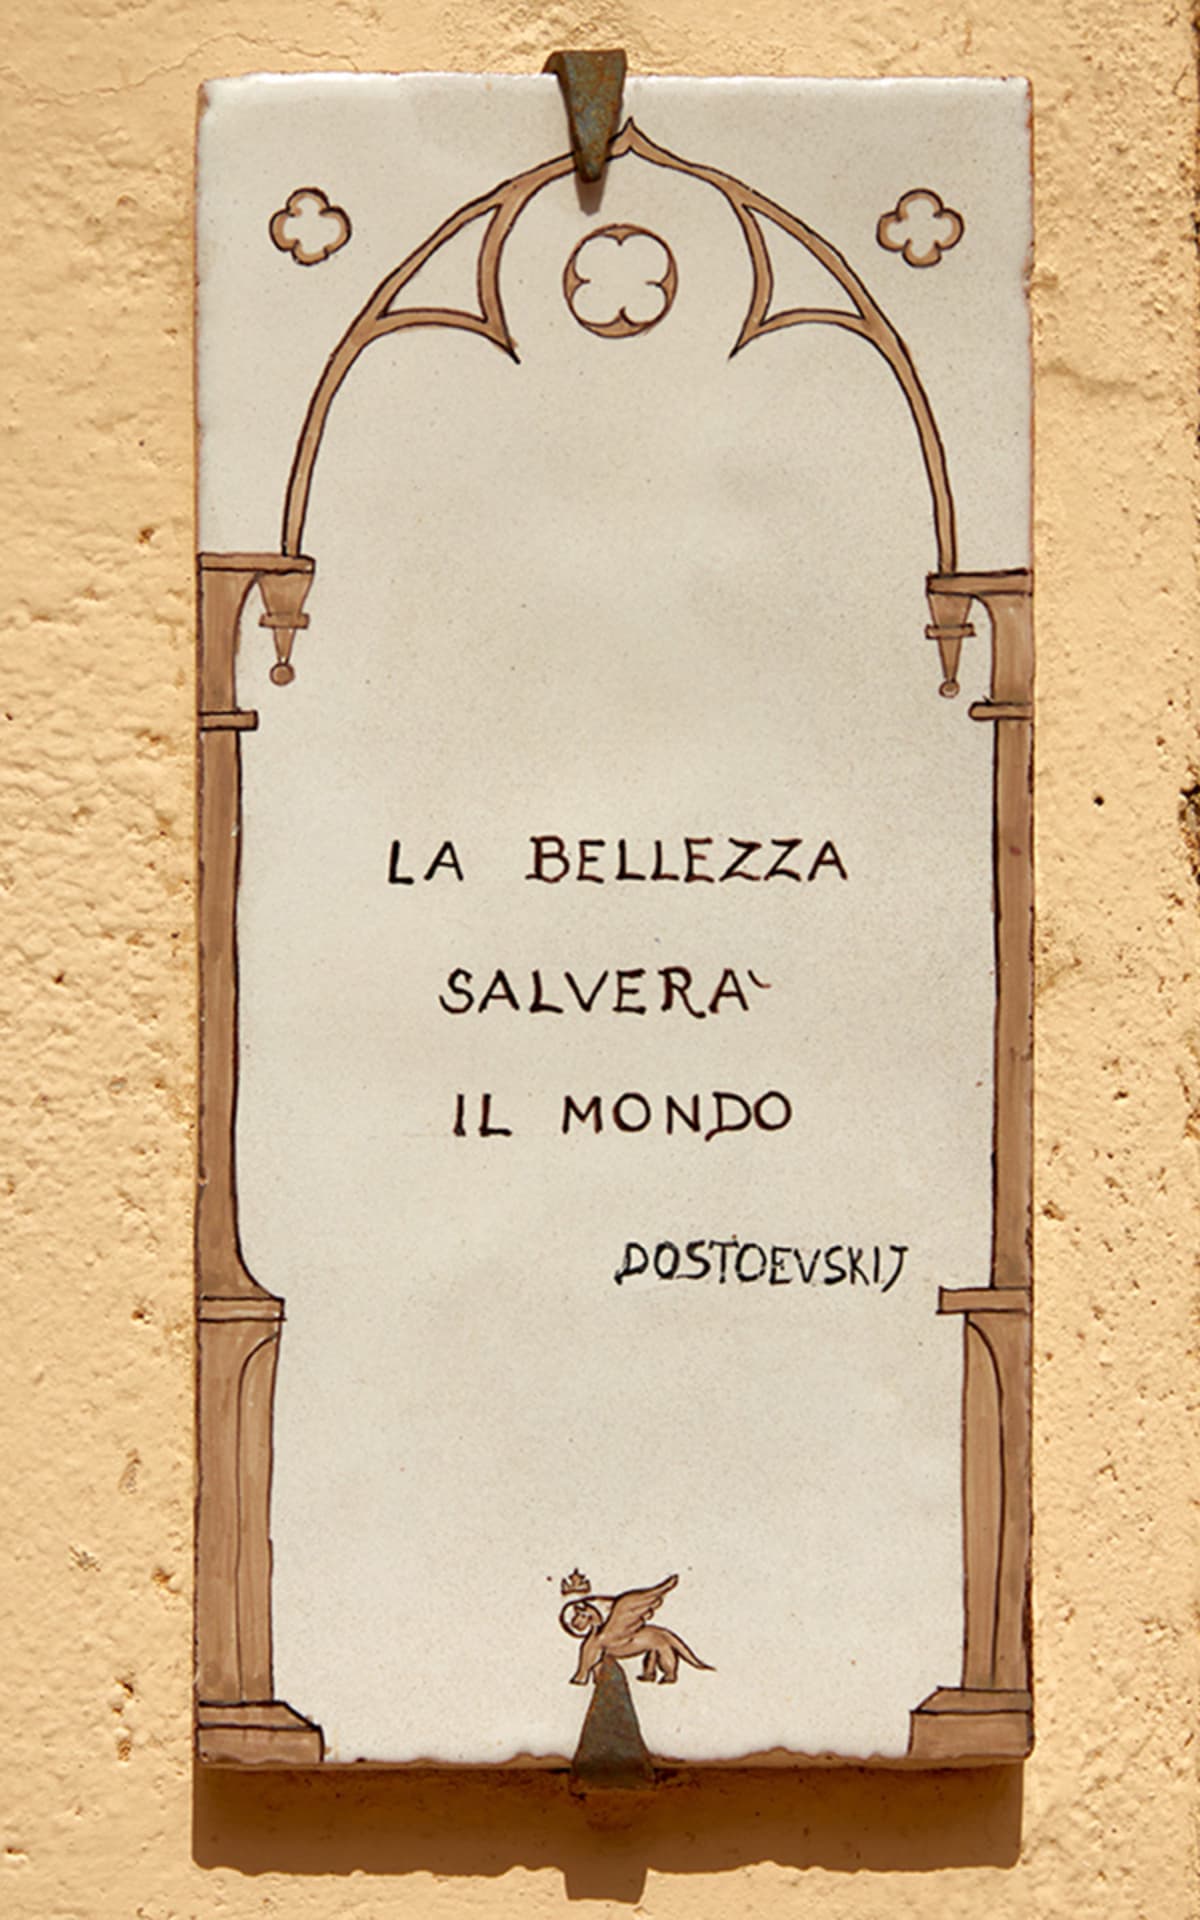 LA BELLEZZA
SALVERA`
IL MONDO
DOSTOEVSKIJ